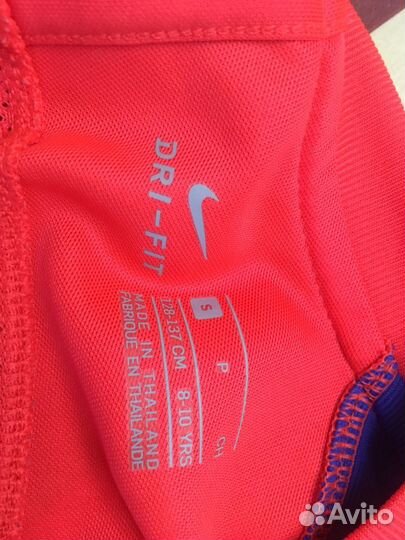 DRI-FIT
S P CH
128-137 CM 8-10 YRS
MADE IN THAILAND
FABRIQUE EN THAILANDE
Avito